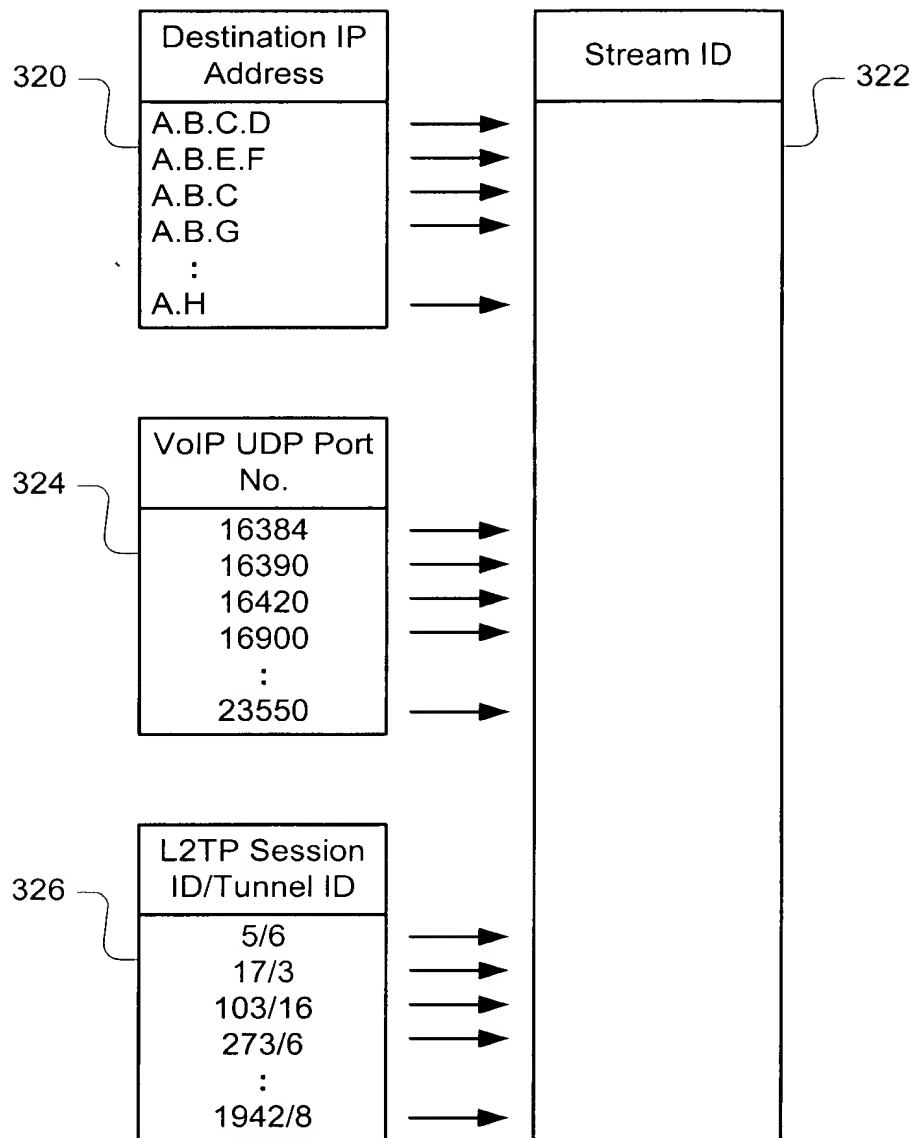 Destination IP
Address
320
A.B.C.D
A.B.E.F
A.B.C
A.B.G
:
A.H
Stream ID
322
VoIP UDP Port
No.
324
16384
16390
16420
16900
:
23550
L2TP Session
ID/Tunnel ID
326
5/6
17/3
103/16
273/6
:
1942/8